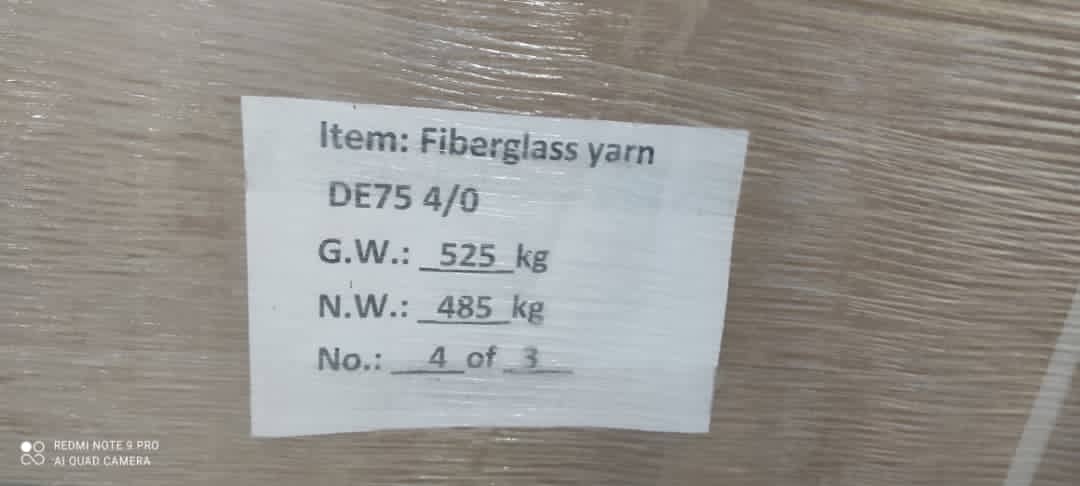 Item: Fiberglass yarn
DE75 4/0
G.W.: 525 kg
N.W.: 485 kg
No.: 4 of 3
REDMI NOTE 9 PRO
AI QUAD CAMERA